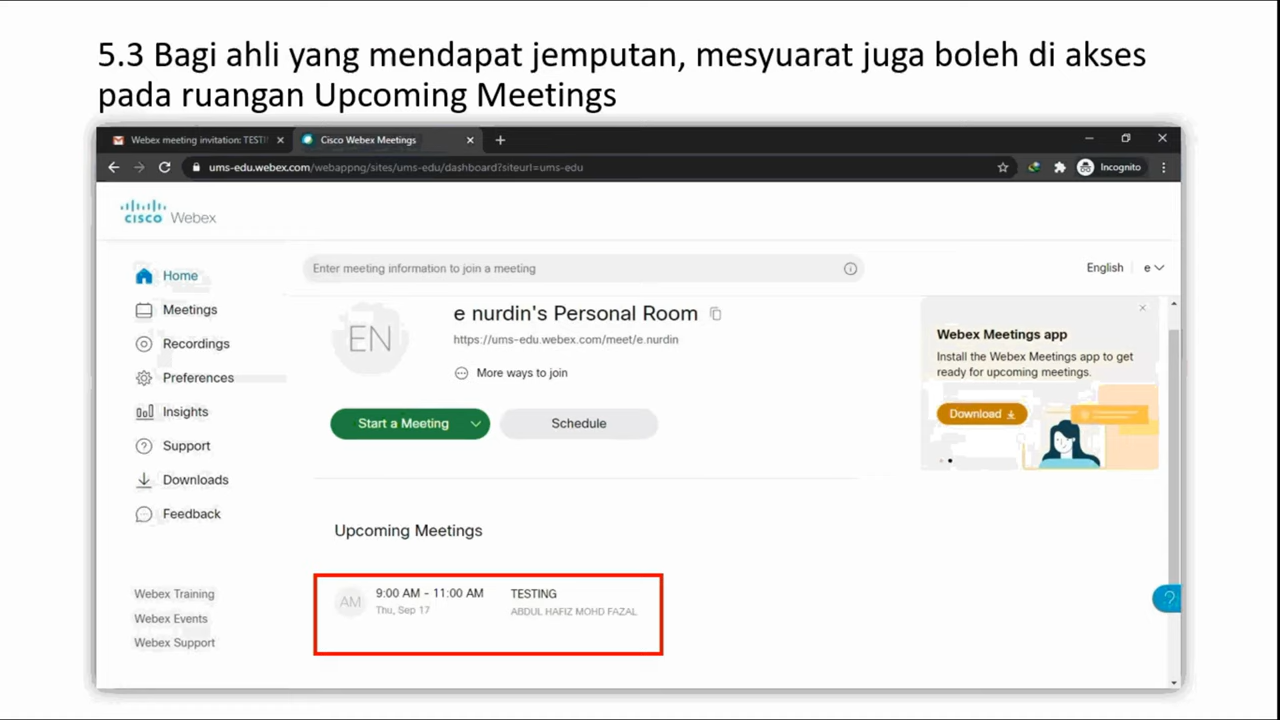 5.3 Bagi ahli yang mendapat jemputan, mesyuarat juga boleh di akses
pada ruangan Upcoming Meetings
Webex meeting invitation: TESTI
Cisco Webex Meetings
ums-edu.webex.com/webappng/sites/ums-edu/dashboard?siteurl=ums-edu
Incognito
CISCO Webex
Home
Meetings
Recordings
Preferences
Insights
Support
Downloads
Feedback
Webex Training
Webex Events
Webex Support
Enter meeting information to join a meeting
English
e
EN
e nurdin's Personal Room
https://ums-edu.webex.com/meet/e.nurdin
More ways to join
Start a Meeting
Schedule
Webex Meetings app
Install the Webex Meetings app to get
ready for upcoming meetings.
Download
Upcoming Meetings
AM
9:00 AM - 11:00 AM
Thu, Sep 17
TESTING
ABDUL HAFIZ MOHD FAZAL
?